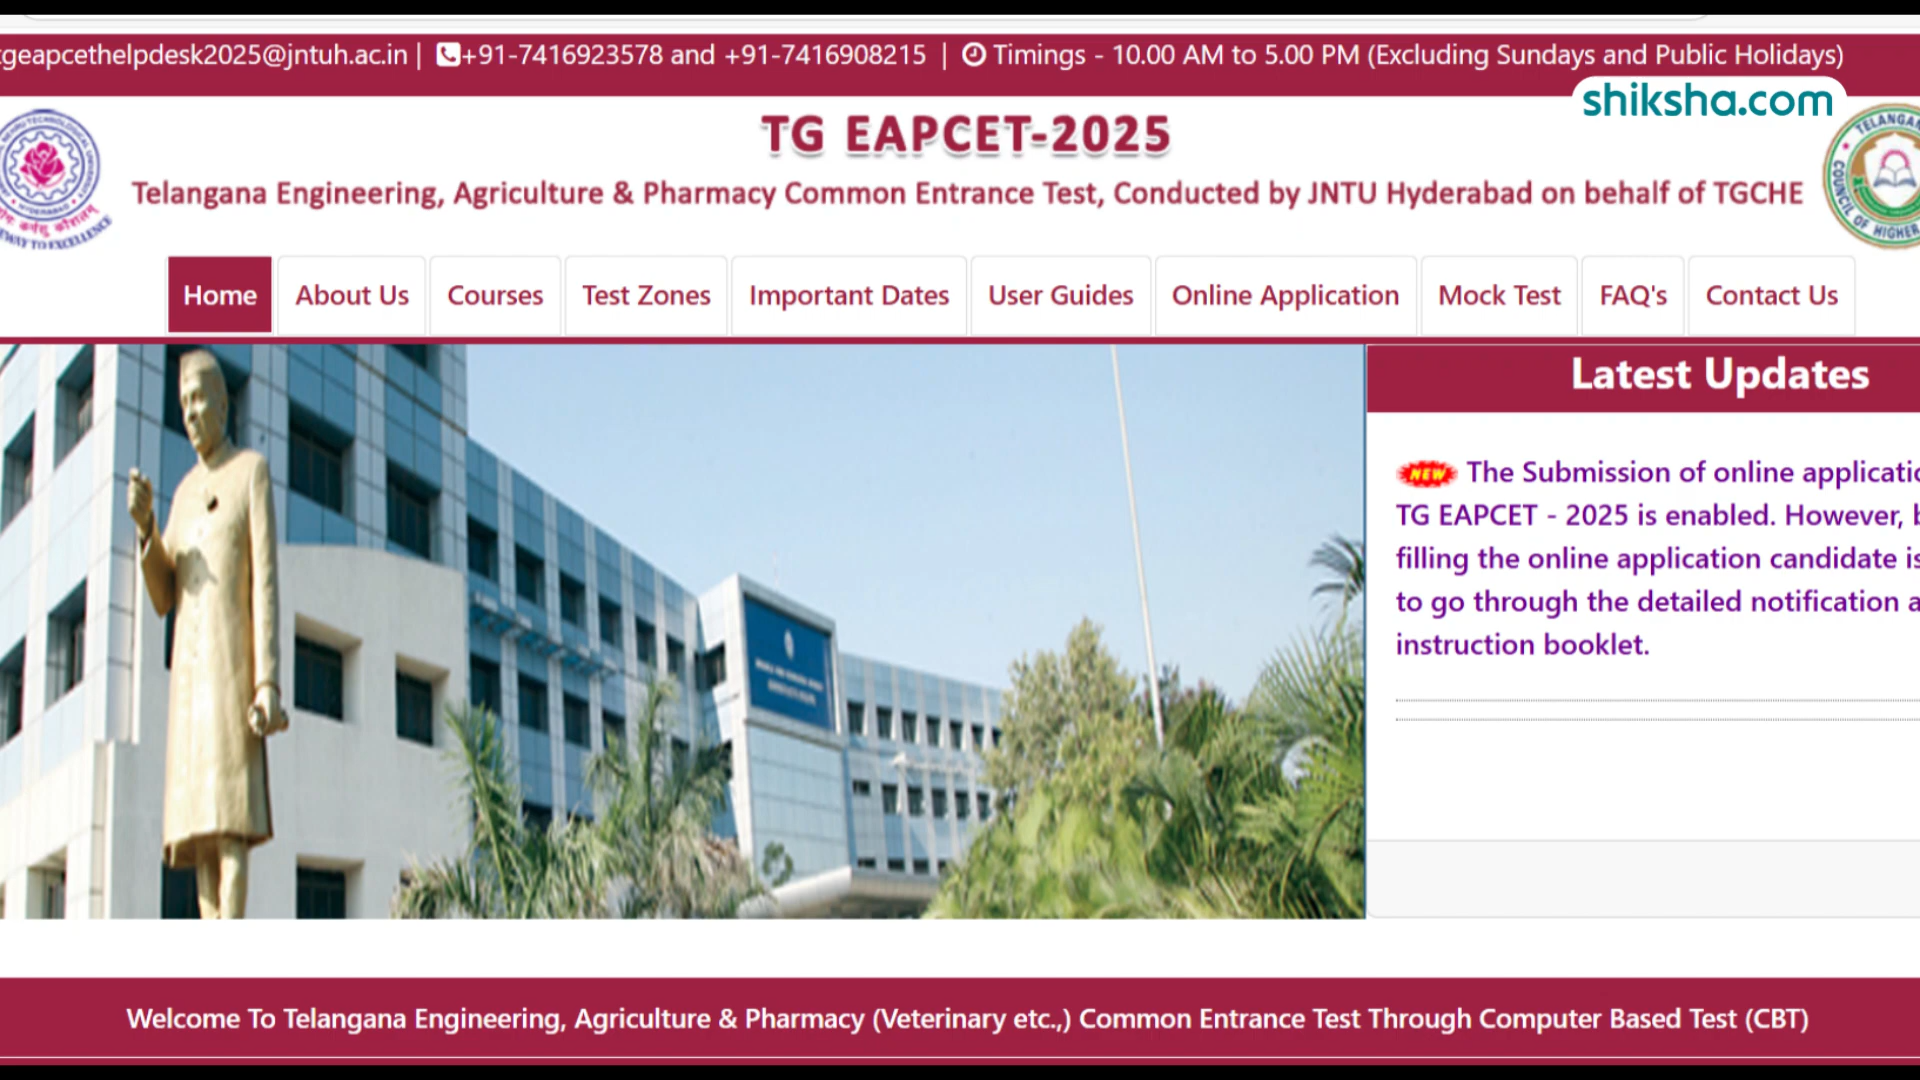 tgeapcethelpdesk2025@jntuh.ac.in | +91-7416923578 and +91-7416908215 | Timings - 10.00 AM to 5.00 PM (Excluding Sundays and Public Holidays)
shiksha.com
TG EAPCET-2025
Telangana Engineering, Agriculture & Pharmacy Common Entrance Test, Conducted by JNTU Hyderabad on behalf of TGCHE
Home About Us Courses Test Zones Important Dates User Guides Online Application Mock Test FAQ's Contact Us
Latest Updates
NEW The Submission of online
TG EAPCET - 2025 is enabled. However,
filling the online application candidate
to go through the detailed notification
instruction booklet.
Welcome To Telangana Engineering, Agriculture & Pharmacy (Veterinary etc.,) Common Entrance Test Through Computer Based Test (CBT)